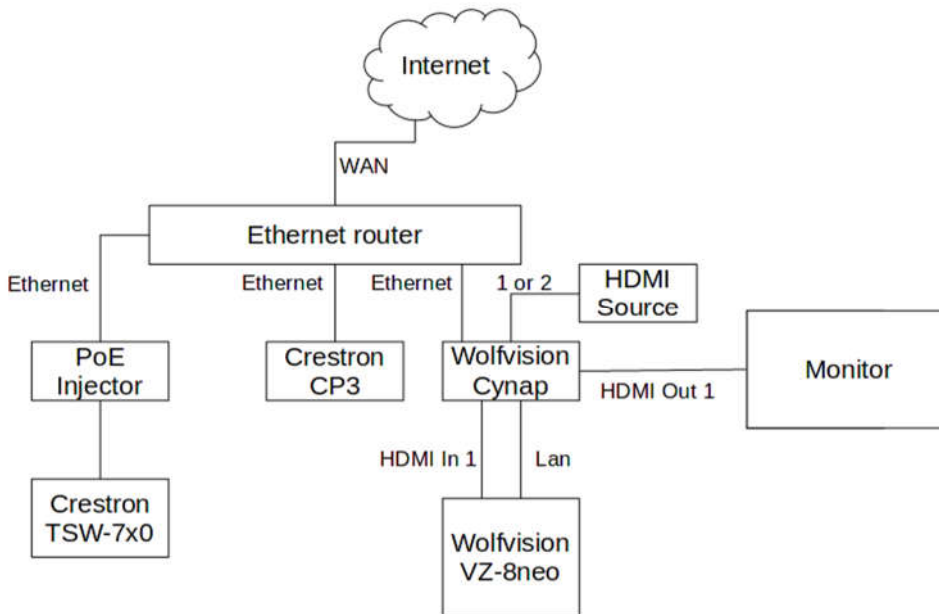 Internet
WAN
Ethernet router
Ethernet
Ethernet
Ethernet
1 or 2
HDMI
Source
PoE
Injector
Crestron
CP3
Wolfvision
Cynap
HDMI Out 1
Monitor
HDMI In 1
Lan
Crestron
TSW-7x0
Wolfvision
VZ-8neo